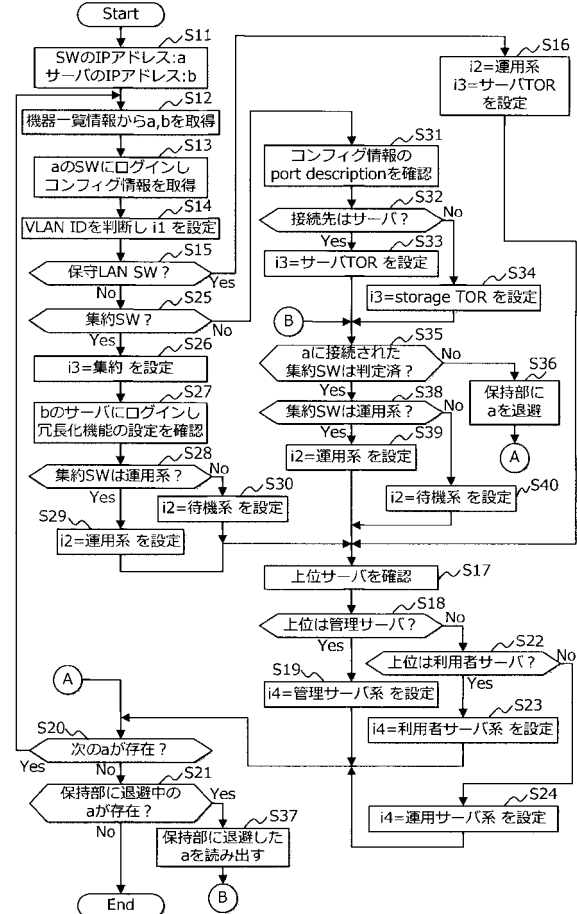 Start
S11
SWのIPアドレス:a
サーバのIPアドレス:b
S12
機器一覧情報からa,bを取得
S13
aのSWにログインし
コンフィグ情報を取得
S14
VLAN IDを判断し i1 を設定
S15
保守LAN SW？
Yes
No
S16
i2=運用系
i3=サーバTOR
を設定
S25
集約SW？
No
Yes
S26
i3=集約 を設定
S27
bのサーバにログインし
冗長化機能の設定を確認
S28
集約SWは運用系？
No
Yes
S30
i2=待機系 を設定
S29
i2=運用系 を設定
S31
コンフィグ情報の
port descriptionを確認
S32
接続先はサーバ？
No
Yes
S33
i3=サーバTOR を設定
S34
i3=storage TOR を設定
B
S35
aに接続された
集約SWは判定済？
No
Yes
S36
保持部に
aを退避
A
S38
集約SWは運用系？
No
Yes
S39
i2=運用系 を設定
S40
i2=待機系 を設定
S17
上位サーバを確認
S18
上位は管理サーバ？
No
Yes
S19
i4=管理サーバ系 を設定
S22
上位は利用者サーバ？
No
Yes
S23
i4=利用者サーバ系 を設定
S24
i4=運用サーバ系 を設定
A
S20
次のaが存在？
Yes
No
S21
保持部に退避中の
aが存在？
Yes
No
S37
保持部に退避した
aを読み出す
B
End